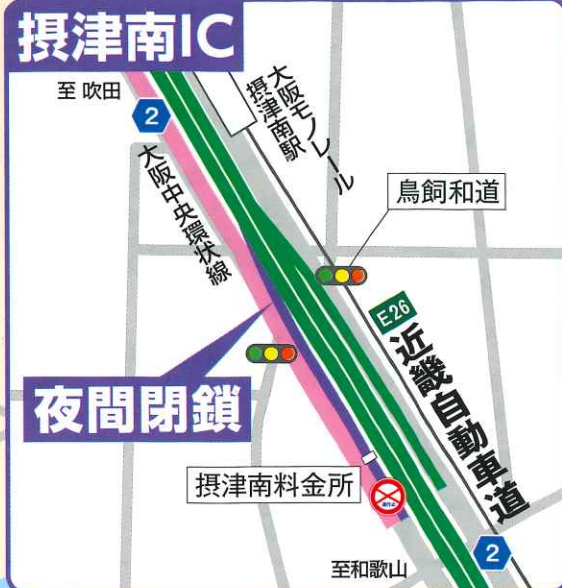 摂津南IC
至 吹田
2
大阪中央環状線
摂津南駅
大阪モノレール
鳥飼和道
E26
近畿自動車道
夜間閉鎖
摂津南料金所
2
至和歌山